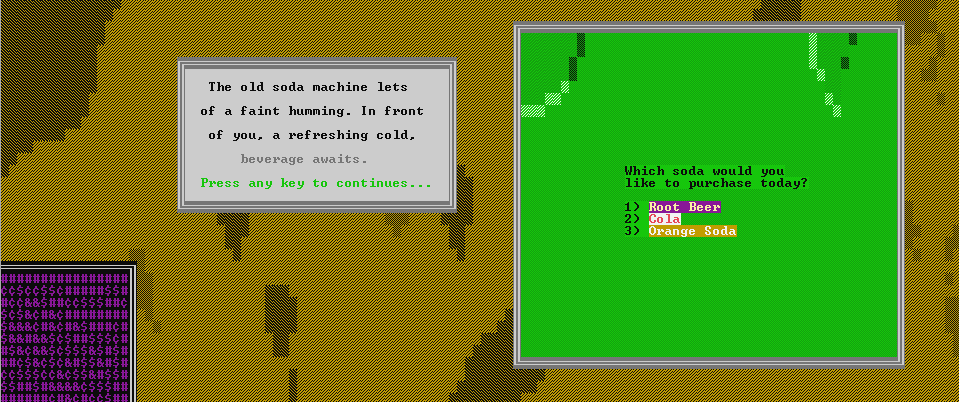 The old soda machine lets
of a faint humming. In front
of you, a refreshing cold,
beverage awaits.
Press any key to continues...
Which soda would you
like to purchase today?
1) Root Beer
2) Cola
3) Orange Soda